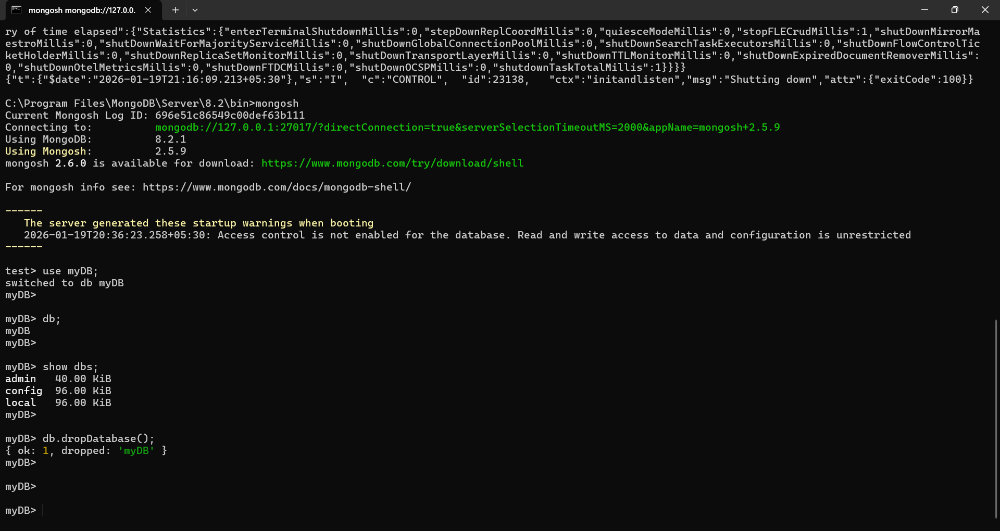 mongosh mongodb://127.0.0.
ry of time elapsed":{"Statistics":{"enterTerminalShutdownMillis":0,"stepDownReplCoordMillis":0,"quiesceModeMillis":0,"stopFLECrudMillis":1,"shutDownMirrorMa
estroMillis":0,"shutDownWaitForMajorityServiceMillis":0,"shutDownGlobalConnectionPoolMillis":0,"shutDownSearchTaskExecutorsMillis":0,"shutDownFlowControlTic
ketHolderMillis":0,"shutDownReplicaSetMonitorMillis":0,"shutDownTransportLayerMillis":0,"shutDownTTLMonitorMillis":0,"shutDownExpiredDocumentRemoverMillis":
0,"shutDownOtelMetricsMillis":0,"shutDownFTDCMillis":0,"shutDownOCSPMillis":0,"shutdownTaskTotalMillis":1}}}}
{"t":{"$date":"2026-01-19T21:16:09.213+05:30"},"s":"I",  "c":"CONTROL",  "id":23138,   "ctx":"initandlisten","msg":"Shutting down","attr":{"exitCode":100}}
C:\Program Files\MongoDB\Server\8.2\bin>mongosh
Current Mongosh Log ID: 696e51c86549c00def63b111
Connecting to:          mongodb://127.0.0.1:27017/?directConnection=true&serverSelectionTimeoutMS=2000&appName=mongosh+2.5.9
Using MongoDB:          8.2.1
Using Mongosh:          2.5.9
mongosh 2.6.0 is available for download: https://www.mongodb.com/try/download/shell
For mongosh info see: https://www.mongodb.com/docs/mongodb-shell/
------
The server generated these startup warnings when booting
2026-01-19T20:36:23.258+05:30: Access control is not enabled for the database. Read and write access to data and configuration is unrestricted
------
test> use myDB;
switched to db myDB
myDB>
myDB> db;
myDB
myDB>
myDB> show dbs;
admin   40.00 KiB
config  96.00 KiB
local   96.00 KiB
myDB>
myDB> db.dropDatabase();
{ ok: 1, dropped: 'myDB' }
myDB>
myDB>
myDB>